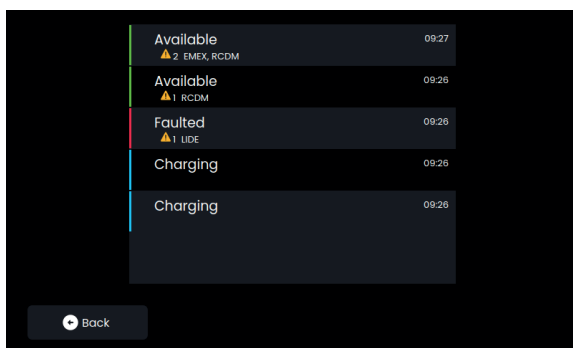 Available 09:27
2 EMEX, RCDM
Available 09:26
1 RCDM
Faulted 09:26
1 LIDE
Charging 09:26
Charging 09:26
Back